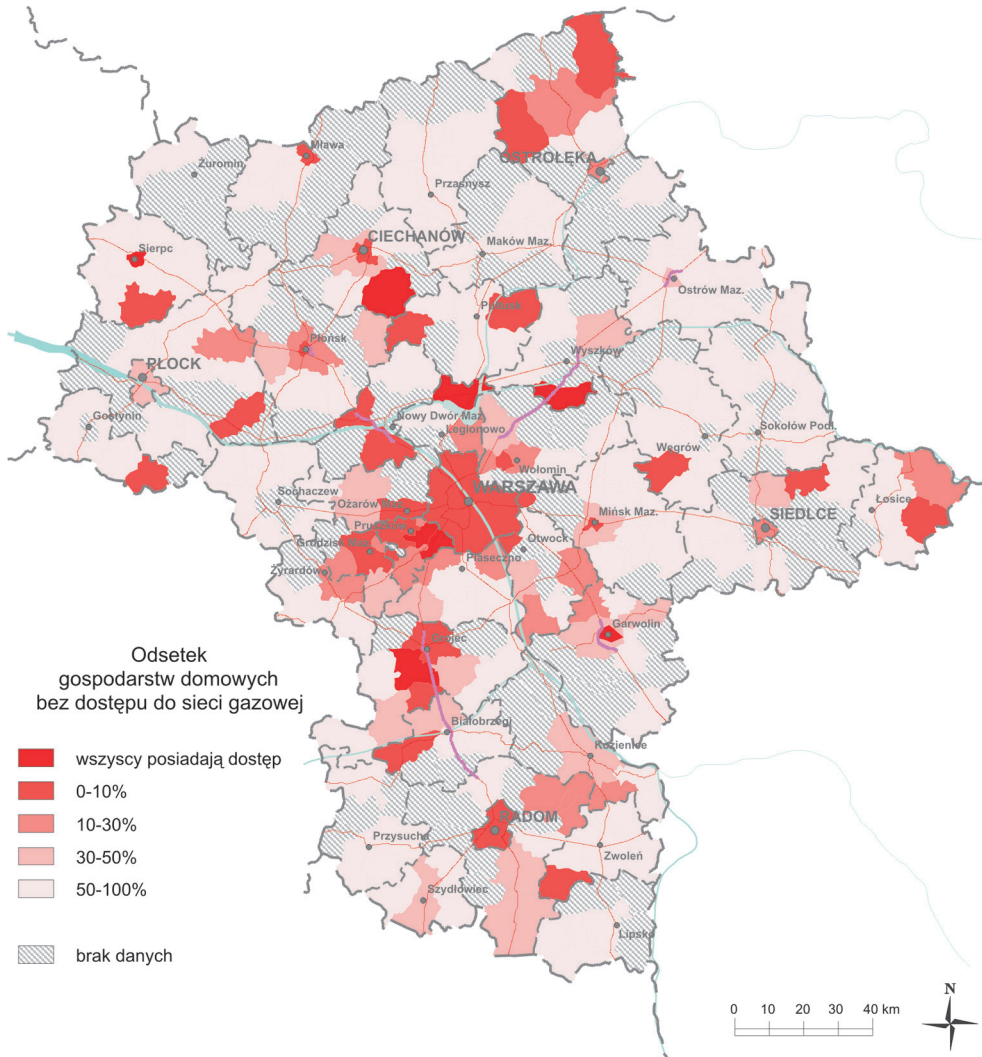 Mława
Żuromin
OSTROŁĘKA
Przasnysz
CIECHANÓW
Maków Maz.
Sierpc
Ostrów Maz.
Pułtusk
Płońsk
Wyszków
PŁOCK
Gostynin
Nowy Dwór Maz.
Legionowo
Sokołów Podl.
Węgrów
Wołomin
WARSZAWA
Sochaczew
Ożarów Maz.
Łosice
Mińsk Maz.
SIEDLCE
Pruszków
Grodzisk Maz.
Otwock
Piaseczno
Żyrardów
Garwolin
Grójec
Odsetek
gospodarstw domowych
bez dostępu do sieci gazowej
Białobrzegi
Kozienice
wszyscy posiadają dostęp
0-10%
10-30%
30-50%
50-100%
brak danych
RADOM
Przysucha
Zwoleń
Szydłowiec
Lipsko
N
0 10 20 30 40 km